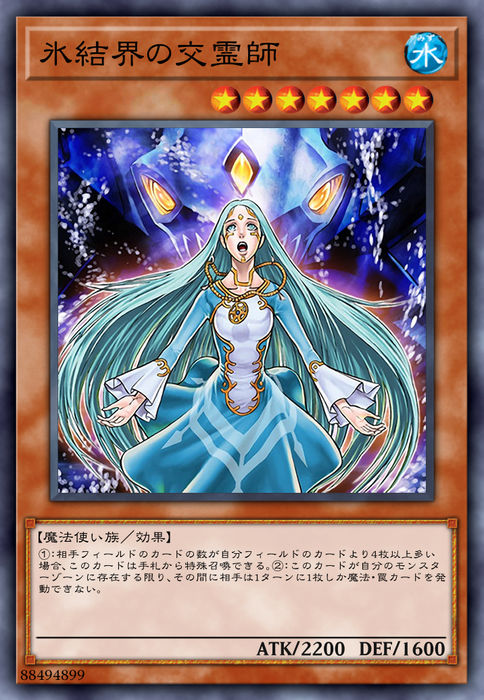 氷結界の交霊師
みず
水
【魔法使い族／効果】
①:相手フィールドのカードの数が自分フィールドのカードより4枚以上多い
場合、このカードは手札から特殊召喚できる。②:このカードが自分のモンス
ターゾーンに存在する限り、その間に相手は1ターンに1枚しか魔法・罠カードを発
動できない。
ATK/2200 DEF/1600
88494899